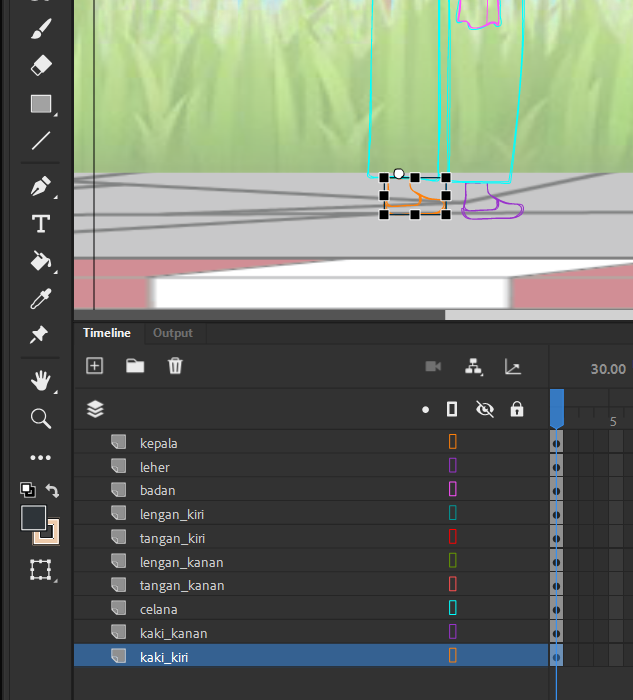 Timeline Output
30.00
5
kepala
leher
badan
lengan_kiri
tangan_kiri
lengan_kanan
tangan_kanan
celana
kaki_kanan
kaki_kiri